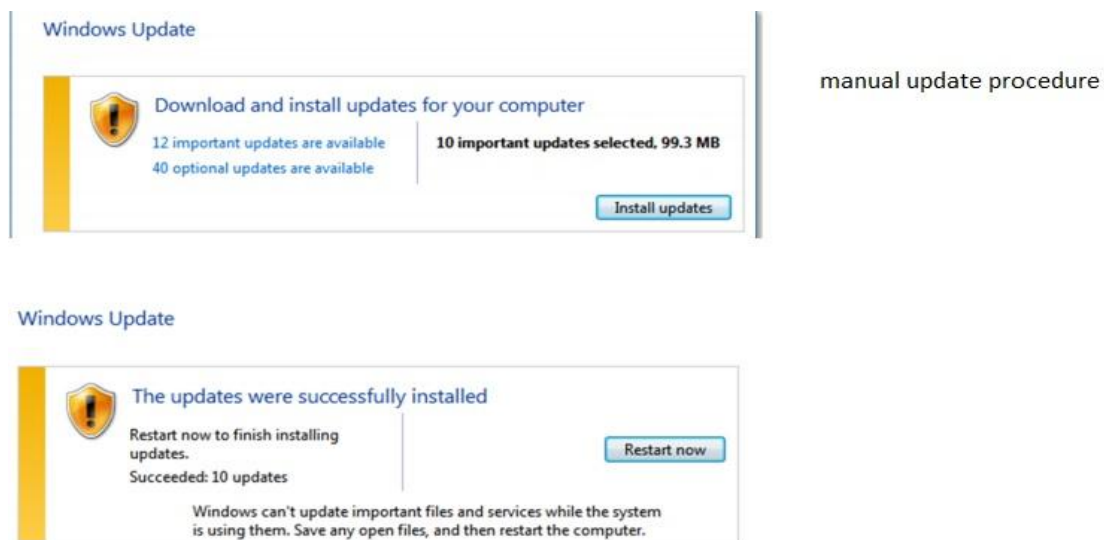 Windows Update
manual update procedure
Download and install updates for your computer
12 important updates are available
10 important updates selected, 99.3 MB
40 optional updates are available
Install updates
Windows Update
The updates were successfully installed
Restart now to finish installing
updates.
Restart now
Succeeded: 10 updates
Windows can't update important files and services while the system
is using them. Save any open files, and then restart the computer.